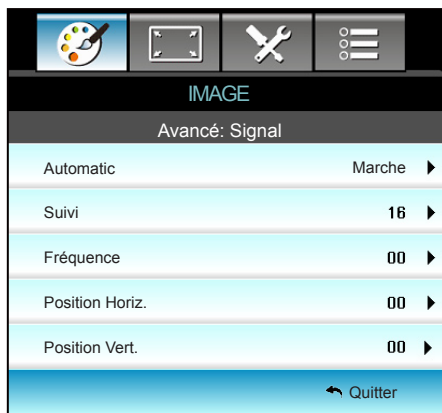 IMAGE
Avancé: Signal
Automatic Marche
Suivi 16
Fréquence 00
Position Horiz. 00
Position Vert. 00
Quitter